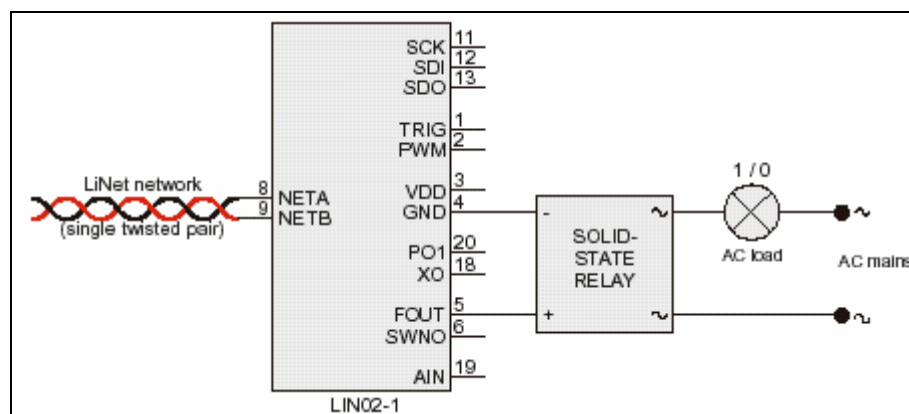 11
SCK
12
SDI
13
SDO
1
TRIG
2
PWM
LiNet network
8
NETA
9
NETB
(single twisted pair)
3
VDD
4
GND
20
PO1
18
XO
5
FOUT
6
SWNO
19
AIN
LIN02-1
- ~
SOLID-
STATE
RELAY
+ ~
1 / 0
AC load
~
AC mains
~